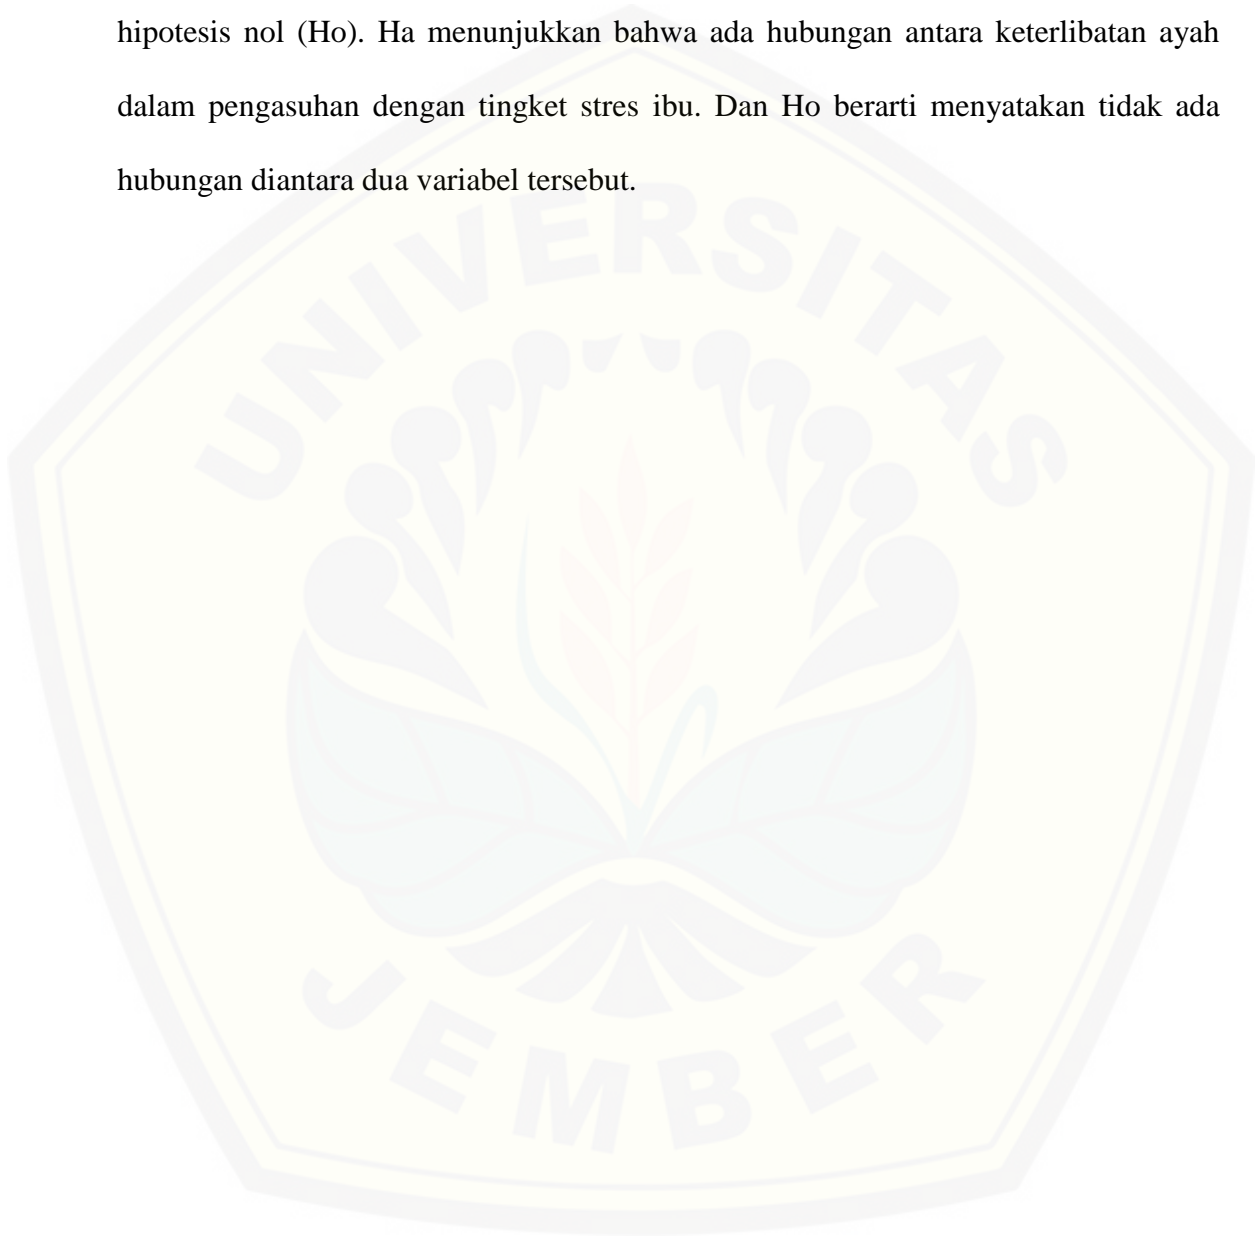 hipotesis nol (Ho). Ha menunjukkan bahwa ada hubungan antara keterlibatan ayah
dalam pengasuhan dengan tingket stres ibu. Dan Ho berarti menyatakan tidak ada
hubungan diantara dua variabel tersebut.
UNIVERSITAS
JEMBER